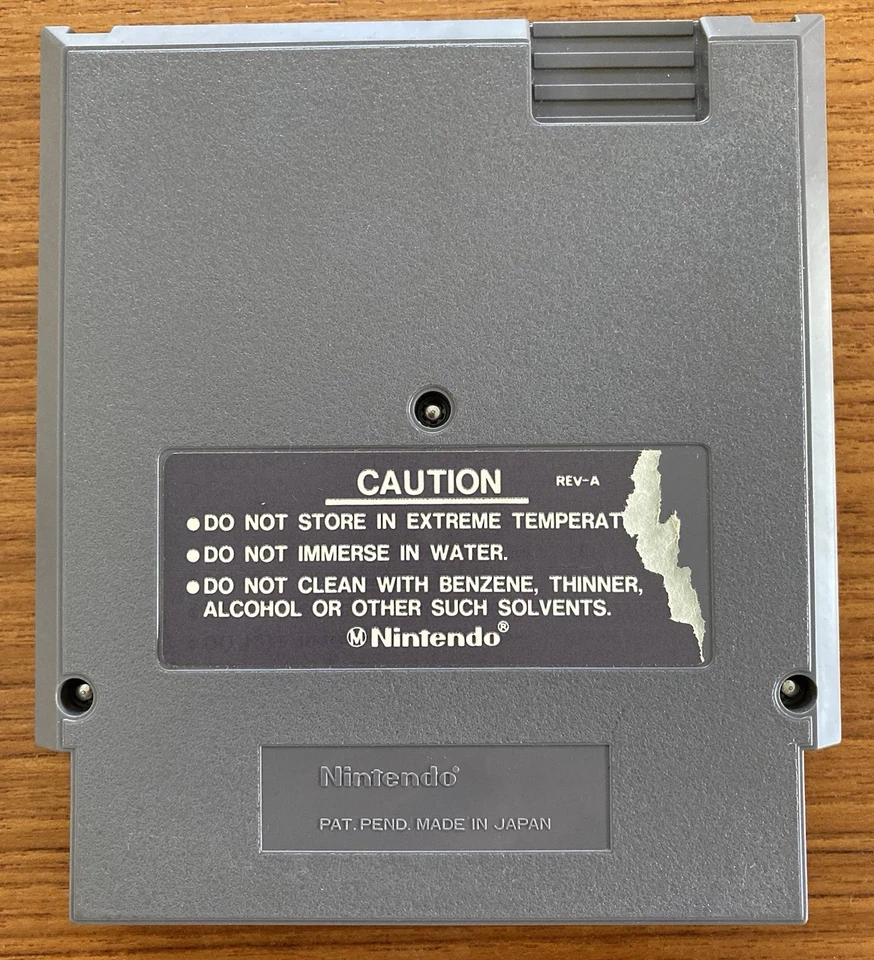 CAUTION REV-A
●DO NOT STORE IN EXTREME TEMPERAT
●DO NOT IMMERSE IN WATER.
●DO NOT CLEAN WITH BENZENE, THINNER,
ALCOHOL OR OTHER SUCH SOLVENTS.
Ⓜ Nintendo®
Nintendo®
PAT. PEND. MADE IN JAPAN